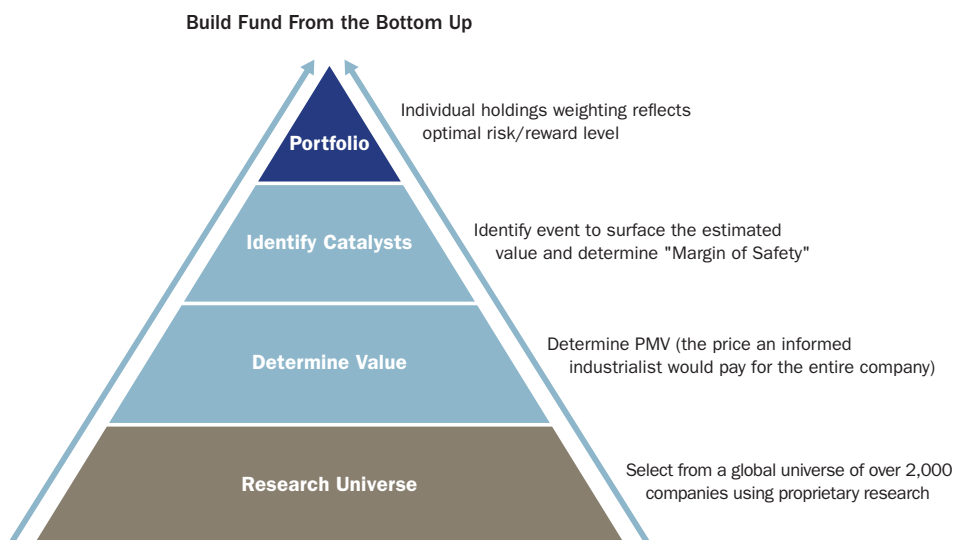 Build Fund From the Bottom Up
Portfolio
Individual holdings weighting reflects
optimal risk/reward level
Identify Catalysts
Identify event to surface the estimated
value and determine "Margin of Safety"
Determine Value
Determine PMV (the price an informed
industrialist would pay for the entire company)
Research Universe
Select from a global universe of over 2,000
companies using proprietary research